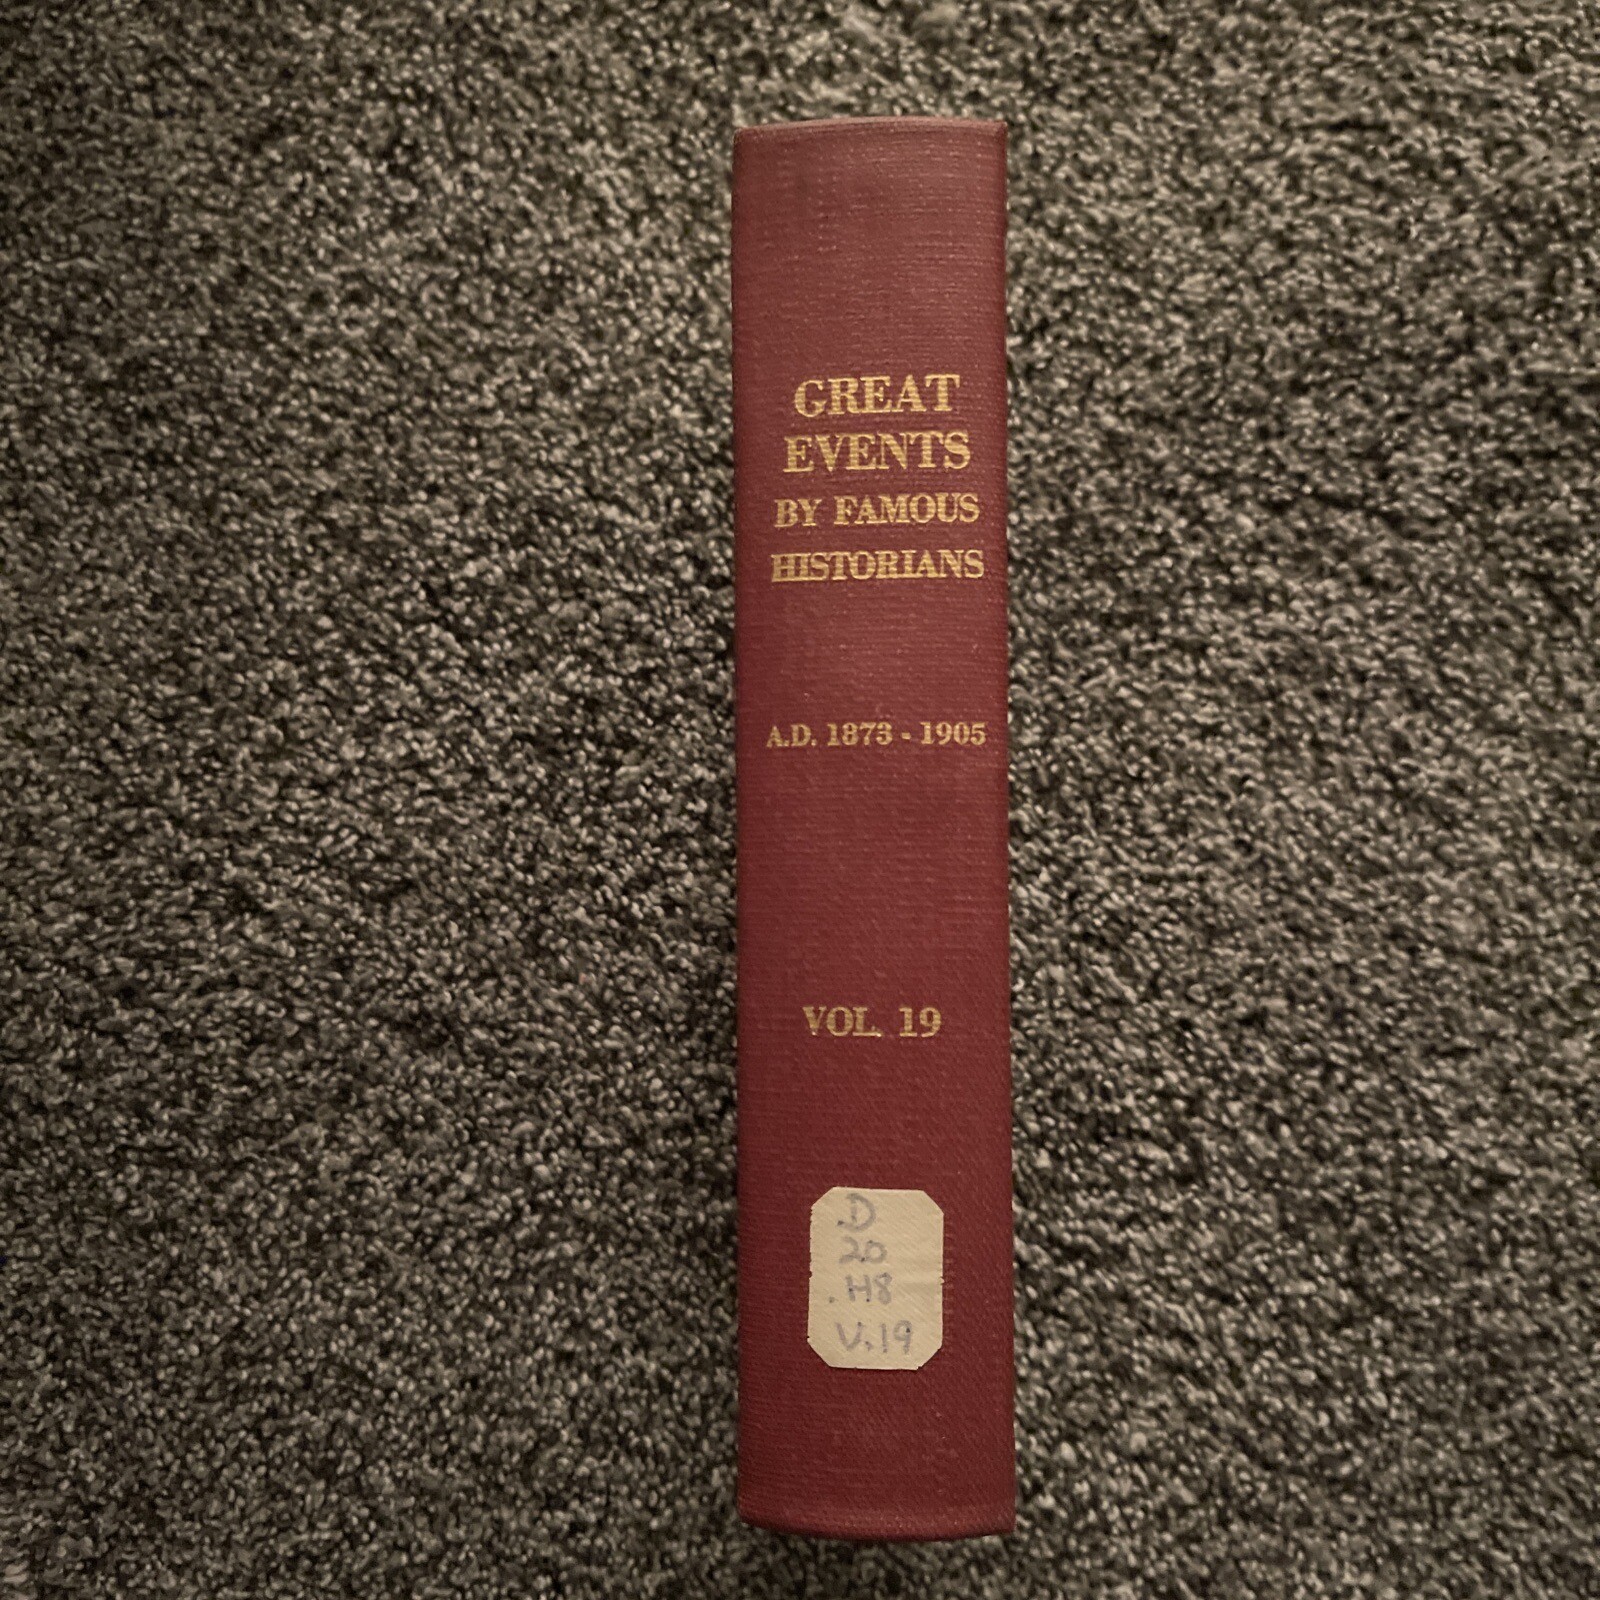 GREAT
EVENTS
BY FAMOUS
HISTORIANS
A.D. 1873 - 1905
VOL. 19
D
20
.H8
V.19